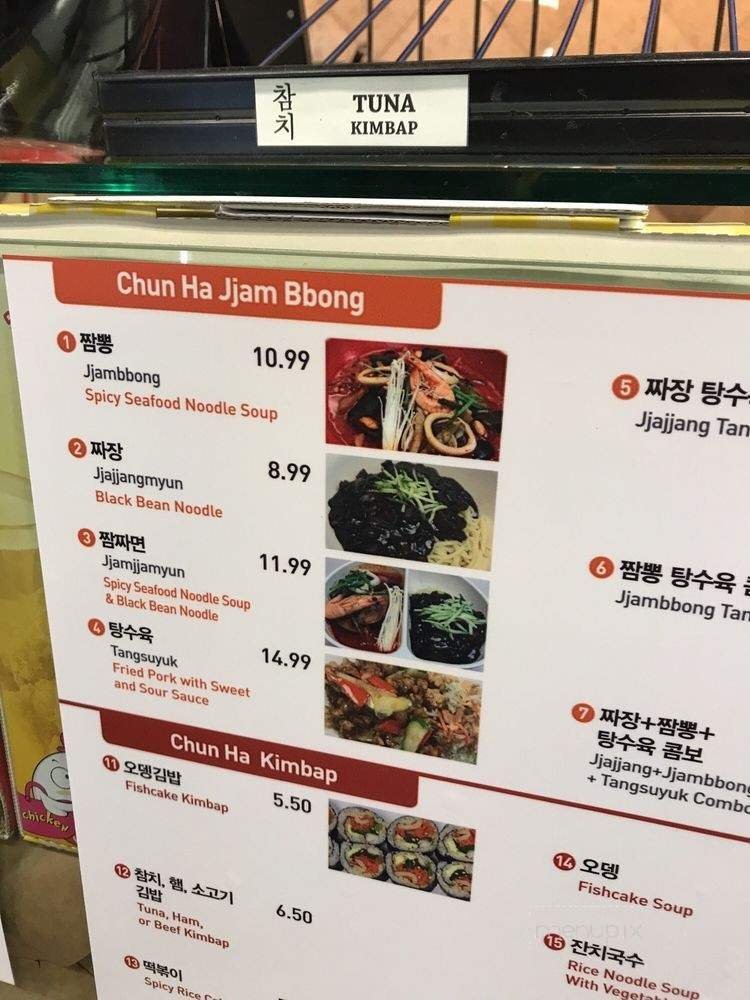 참치
TUNA
KIMBAP
Chun Ha Jjam Bbong
1 짬뽕 10.99
Jjambbong
Spicy Seafood Noodle Soup
2 짜장 8.99
Jjajjangmyun
Black Bean Noodle
3 짬짜면 11.99
Jjamjjamyun
Spicy Seafood Noodle Soup
& Black Bean Noodle
4 탕수육 14.99
Tangsuyuk
Fried Pork with Sweet
and Sour Sauce
5 짜장 탕수
Jjajjang Tan
6 짬뽕 탕수육
Jjambbong Tan
7 짜장+짬뽕+
탕수육 콤보
Jjajjang+Jjambbong
+ Tangsuyuk Combo
Chun Ha Kimbap
11 오뎅김밥 5.50
Fishcake Kimbap
12 참치, 햄, 소고기
김밥 6.50
Tuna, Ham,
or Beef Kimbap
13 떡볶이
Spicy Rice
14 오뎅
Fishcake Soup
15 잔치국수
Rice Noodle Soup
With
chicken
menupix